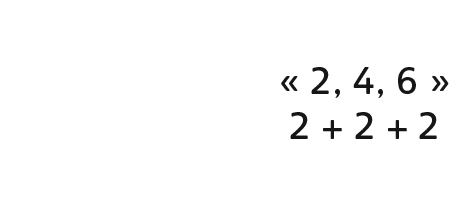 « 2, 4, 6 »
2 + 2 + 2